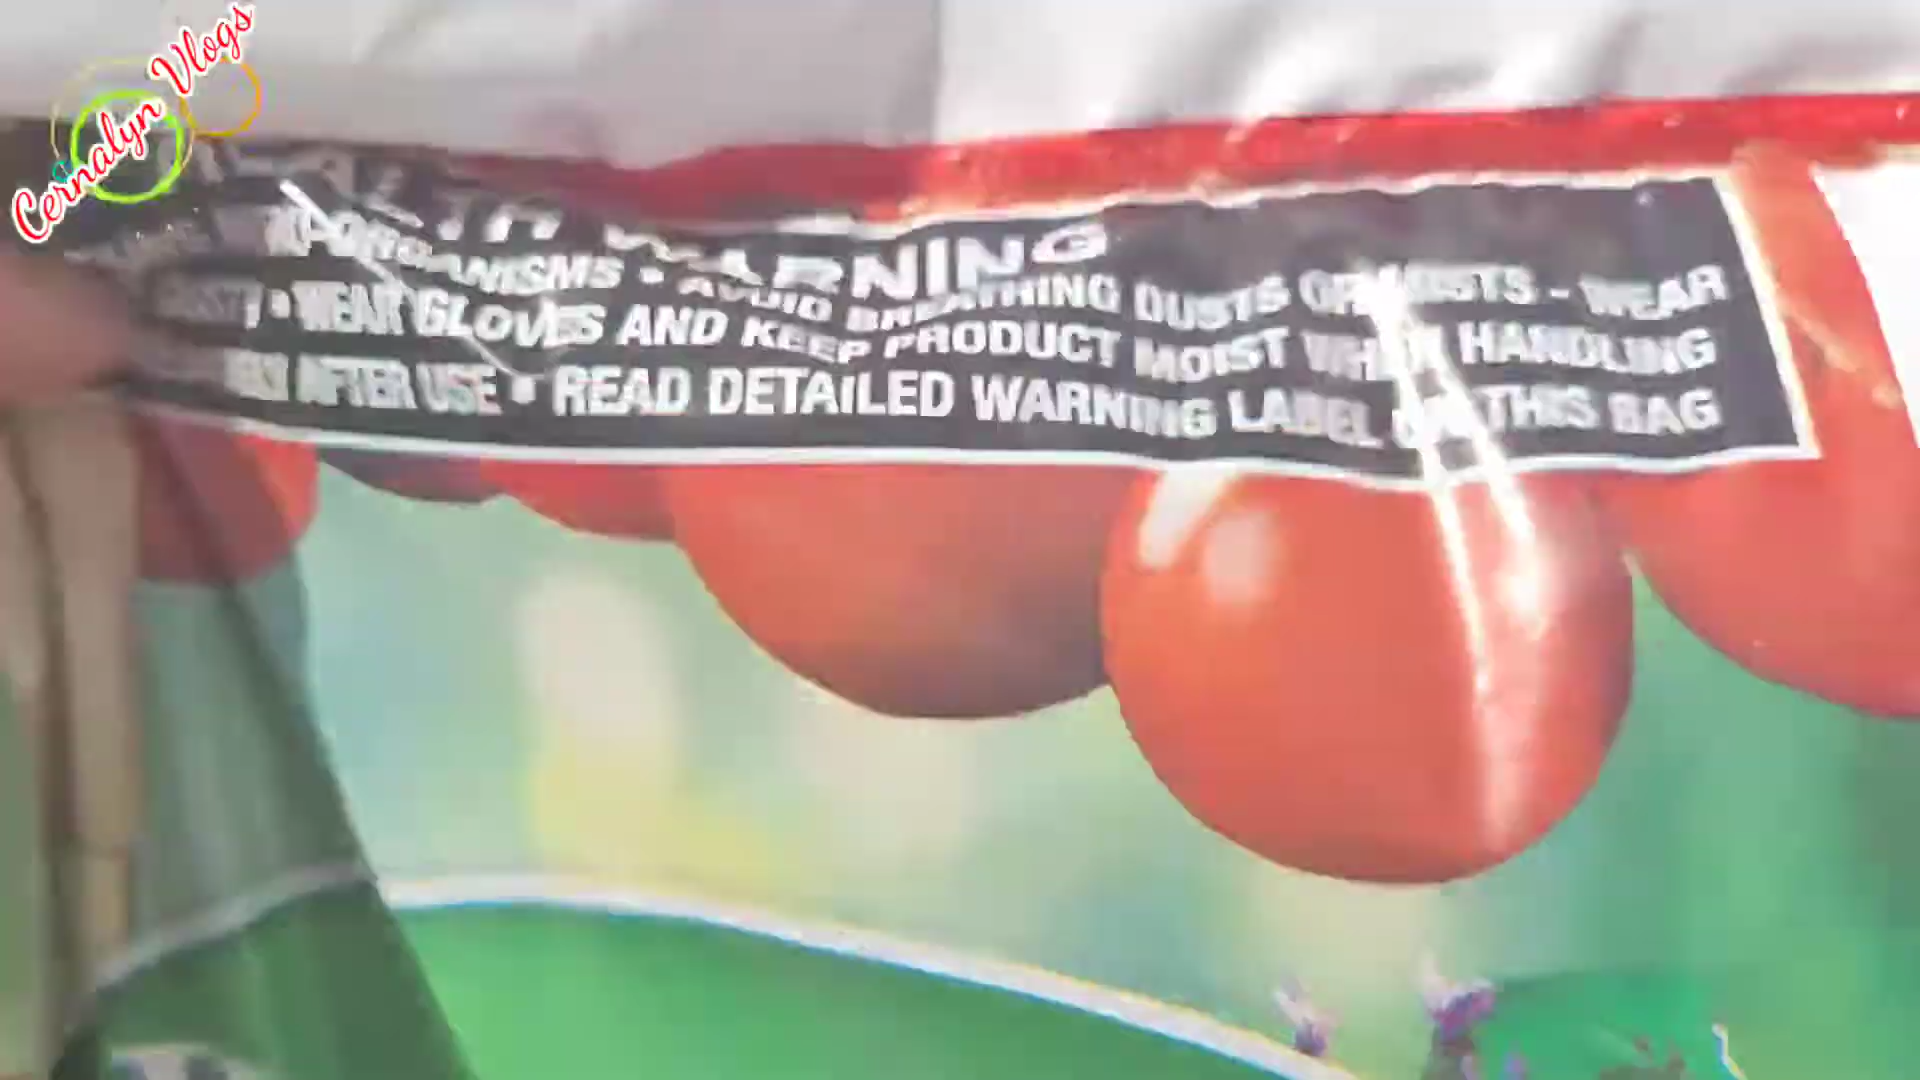 Cernalyn Vlogs
HEALTH WARNING
ORGANISMS • AVOID BREATHING DUSTS OR MISTS - WEAR
• WEAR GLOVES AND KEEP PRODUCT MOIST WHEN HANDLING
AFTER USE • READ DETAILED WARNING LABEL ON THIS BAG